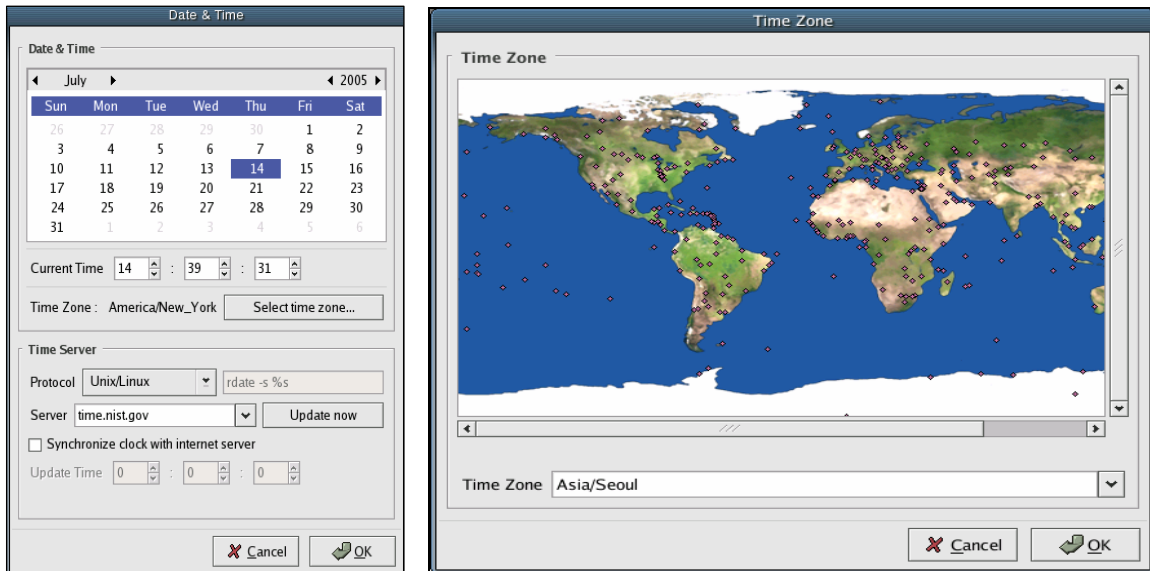 Date & Time
Date & Time
July 2005
Sun Mon Tue Wed Thu Fri Sat
26 27 28 29 30 1 2
3 4 5 6 7 8 9
10 11 12 13 14 15 16
17 18 19 20 21 22 23
24 25 26 27 28 29 30
31 1 2 3 4 5 6
Current Time 14 : 39 : 31
Time Zone : America/New_York Select time zone...
Time Server
Protocol Unix/Linux rdate -s %s
Server time.nist.gov Update now
Synchronize clock with internet server
Update Time 0 : 0 : 0
Cancel OK
Time Zone
Time Zone
Time Zone Asia/Seoul
Cancel OK